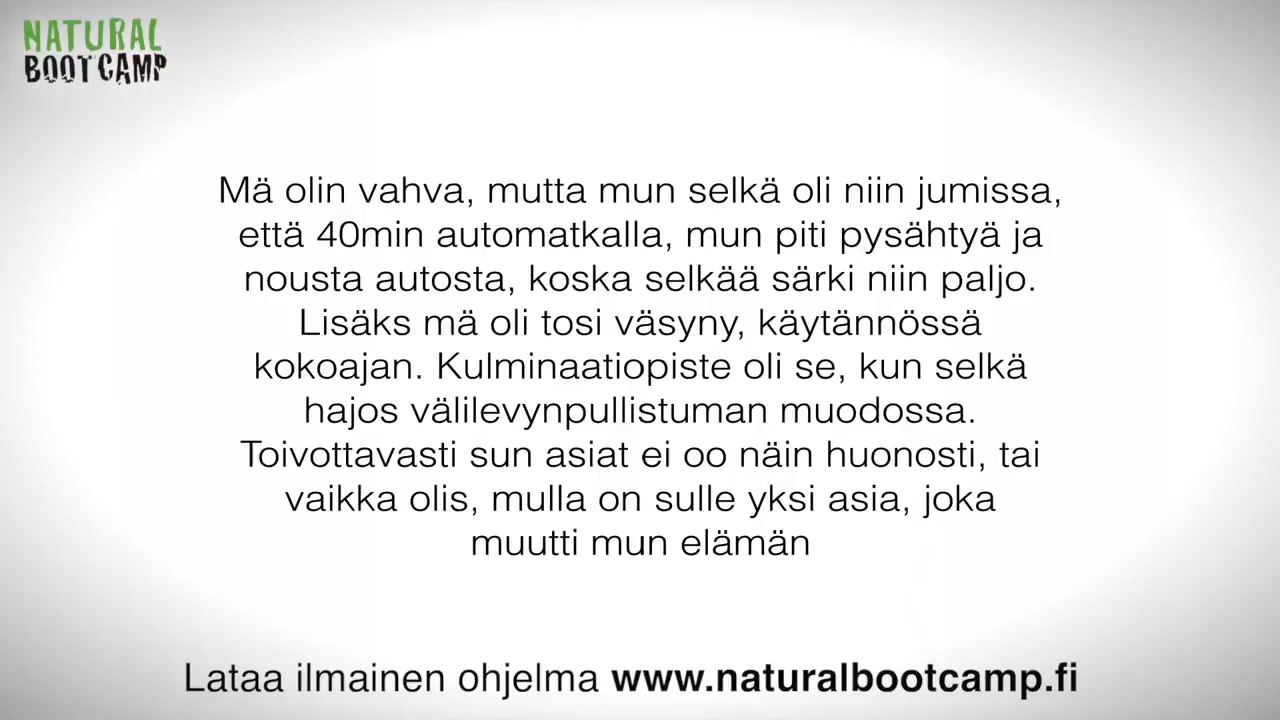 NATURAL
BOOT CAMP
Mä olin vahva, mutta mun selkä oli niin jumissa,
että 40min automatkalla, mun piti pysähtyä ja
nousta autosta, koska selkää särki niin paljo.
Lisäks mä oli tosi väsyny, käytännössä
kokoajan. Kulminaatiopiste oli se, kun selkä
hajos välilevynpullistuman muodossa.
Toivottavasti sun asiat ei oo näin huonosti, tai
vaikka olis, mulla on sulle yksi asia, joka
muutti mun elämän
Lataa ilmainen ohjelma www.naturalbootcamp.fi